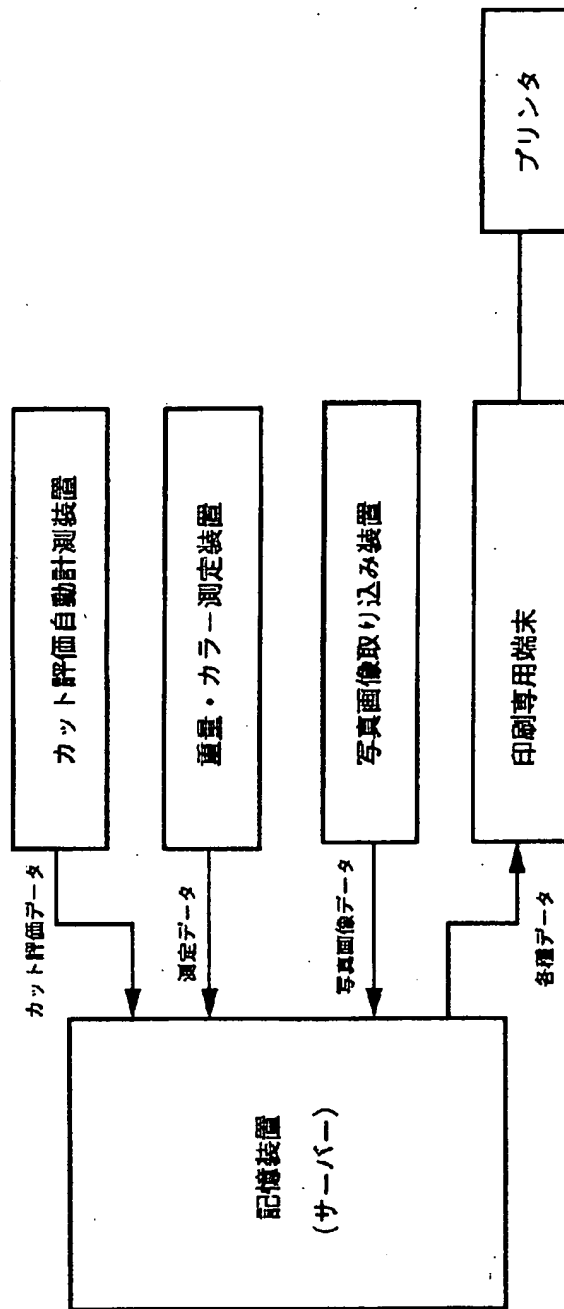 カット評価自動計測装置
カット評価データ
重量・カラー測定装置
測定データ
写真画像取り込み装置
写真画像データ
印刷専用端末
各種データ
プリンタ
記憶装置
(サーバー)